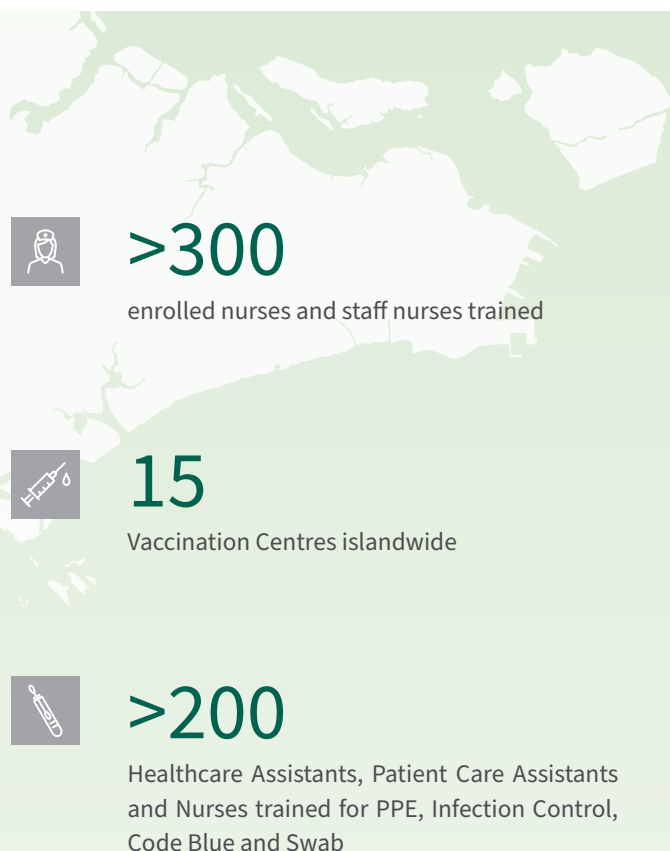 >300
enrolled nurses and staff nurses trained
15
Vaccination Centres islandwide
>200
Healthcare Assistants, Patient Care Assistants
and Nurses trained for PPE, Infection Control,
Code Blue and Swab